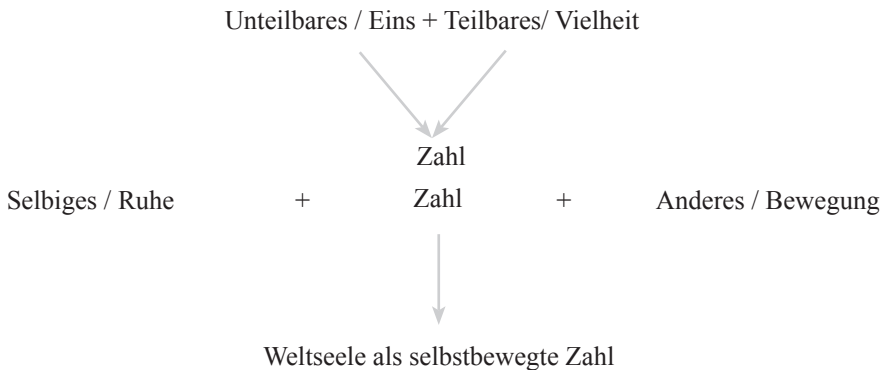 Unteilbares / Eins + Teilbares/ Vielheit
Zahl
Selbiges / Ruhe + Zahl + Anderes / Bewegung
Weltseele als selbstbewegte Zahl